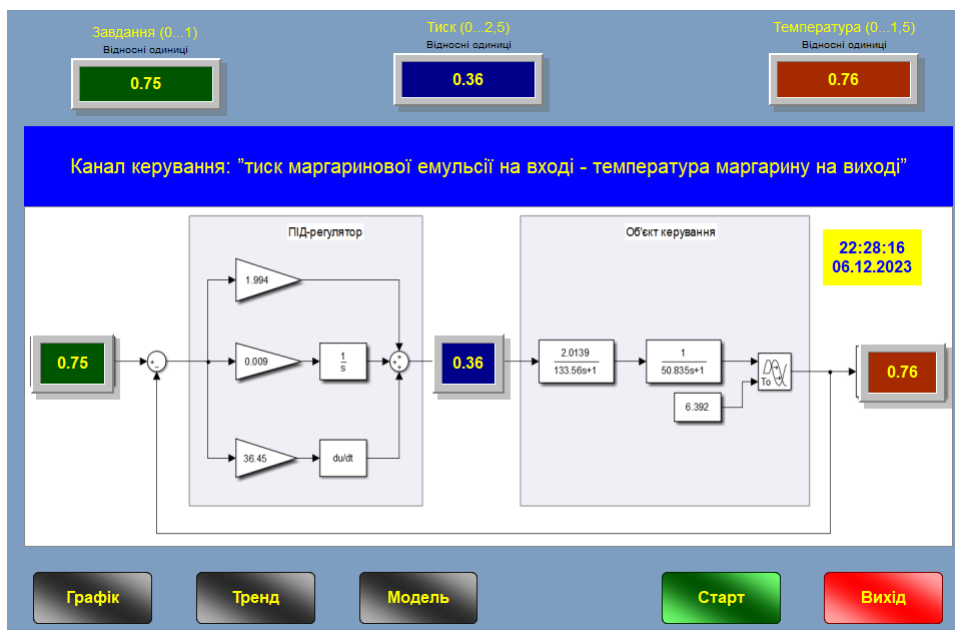 Завдання (0...1)
Відносні одиниці
0.75
Тиск (0...2,5)
Відносні одиниці
0.36
Температура (0...1,5)
Відносні одиниці
0.76
Канал керування: ”тиск маргаринової емульсії на вході - температура маргарину на виході”
ПІД-регулятор
Об'єкт керування
22:28:16
06.12.2023
1.994
0.75
0.009
1
s
0.36
2.0139
133.56s+1
1
50.835s+1
To
0.76
6.392
36.45
du/dt
Графік
Тренд
Модель
Старт
Вихід